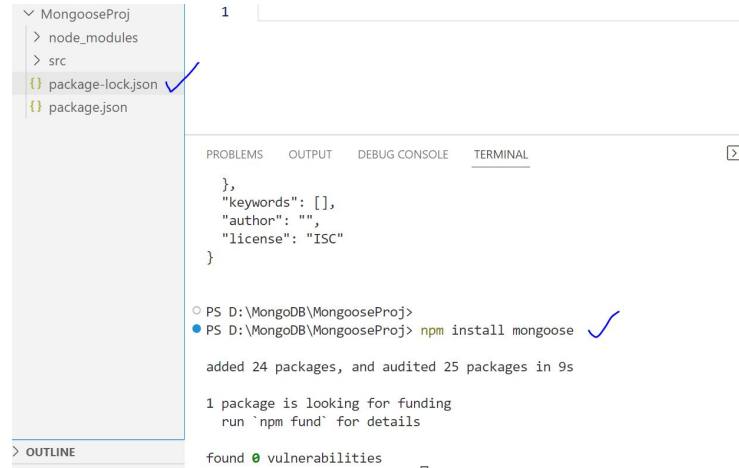 MongooseProj
node_modules
src
{} package-lock.json
{} package.json
OUTLINE
1
PROBLEMS OUTPUT DEBUG CONSOLE TERMINAL
},
"keywords": [],
"author": "",
"license": "ISC"
}
PS D:\MongoDB\MongooseProj>
PS D:\MongoDB\MongooseProj> npm install mongoose
added 24 packages, and audited 25 packages in 9s
1 package is looking for funding
run `npm fund` for details
found 0 vulnerabilities